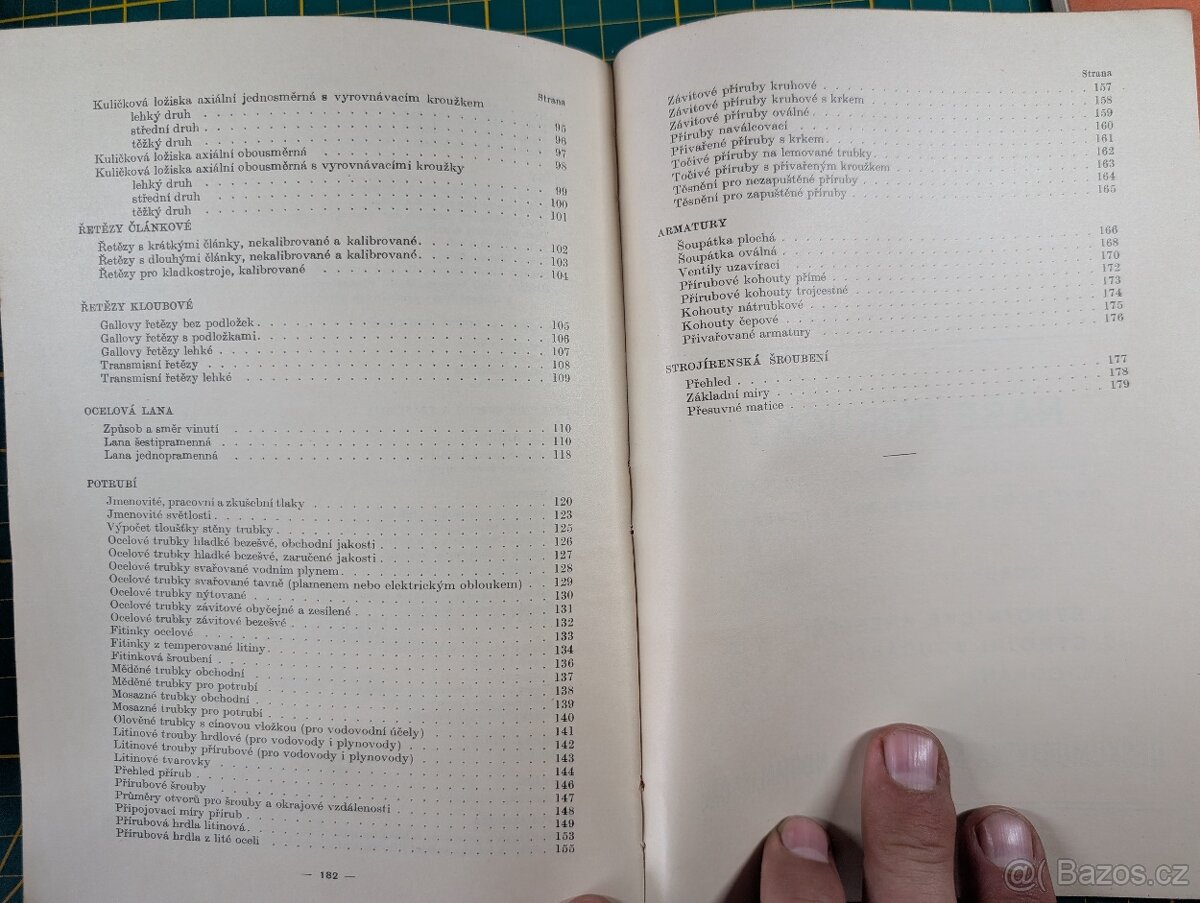 Strana
Kuličková ložiska axiální jednosměrná s vyrovnávacím kroužkem
lehký druh . . . . 95
střední druh . . . . 96
těžký druh . . . . 97
Kuličková ložiska axiální obousměrná . . . . 98
Kuličková ložiska axiální obousměrná s vyrovnávacími kroužky
lehký druh . . . . 99
střední druh . . . . 100
těžký druh . . . . 101
ŘETĚZY ČLÁNKOVÉ
Řetězy s krátkými články, nekalibrované a kalibrované . . . . 102
Řetězy s dlouhými články, nekalibrované a kalibrované . . . . 103
Řetězy pro kladkostroje, kalibrované . . . . 104
ŘETĚZY KLOUBOVÉ
Gallovy řetězy bez podložek . . . . 105
Gallovy řetězy s podložkami . . . . 106
Gallovy řetězy lehké . . . . 107
Transmisní řetězy . . . . 108
Transmisní řetězy lehké . . . . 109
OCELOVÁ LANA
Způsob a směr vinutí . . . . 110
Lana šestipramenná . . . . 110
Lana jednopramenná . . . . 118
POTRUBÍ
Jmenovité, pracovní a zkušební tlaky . . . . 120
Jmenovité světlosti . . . . 123
Výpočet tloušťky stěny trubky . . . . 125
Ocelové trubky hladké bezešvé, obchodní jakosti . . . . 126
Ocelové trubky hladké bezešvé, zaručené jakosti . . . . 127
Ocelové trubky svařované vodním plynem . . . . 128
Ocelové trubky svařované tavně (plamenem nebo elektrickým obloukem) . . . . 129
Ocelové trubky nýtované . . . . 130
Ocelové trubky závitové obyčejné a zesílené . . . . 131
Ocelové trubky závitové bezešvé . . . . 132
Fitinky ocelové . . . . 133
Fitinky z temperované litiny . . . . 134
Fitinková šroubení . . . . 136
Měděné trubky obchodní . . . . 137
Měděné trubky pro potrubí . . . . 138
Mosazné trubky obchodní . . . . 139
Mosazné trubky pro potrubí . . . . 140
Olověné trubky s cínovou vložkou (pro vodovodní účely) . . . . 141
Litinové trouby hrdlové (pro vodovody i plynovody) . . . . 142
Litinové trouby přírubové (pro vodovody i plynovody) . . . . 143
Litinové tvarovky . . . . 144
Přehled přírub . . . . 146
Přírubové šrouby . . . . 147
Průměry otvorů pro šrouby a okrajové vzdálenosti . . . . 148
Připojovací míry přírub . . . . 149
Přírubová hrdla litinová . . . . 153
Přírubová hrdla z lité oceli . . . . 155
— 182 —
Strana
Závitové příruby kruhové . . . . 157
Závitové příruby kruhové s krkem . . . . 158
Závitové příruby oválné . . . . 159
Příruby naválcovací . . . . 160
Přivařené příruby s krkem . . . . 161
Točivé příruby na lemované trubky . . . . 162
Točivé příruby s přivařeným kroužkem . . . . 163
Těsnění pro nezapuštěné příruby . . . . 164
Těsnění pro zapuštěné příruby . . . . 165
ARMATURY
Šoupátka plochá . . . . 166
Šoupátka oválná . . . . 168
Ventily uzavírací . . . . 170
Přírubové kohouty přímé . . . . 172
Přírubové kohouty trojcestné . . . . 173
Kohouty nátrubkové . . . . 174
Kohouty čepové . . . . 175
Přivařované armatury . . . . 176
STROJÍRENSKÁ ŠROUBENÍ
Přehled . . . . 177
Základní míry . . . . 178
Přesuvné matice . . . . 179
@( Bazos.cz